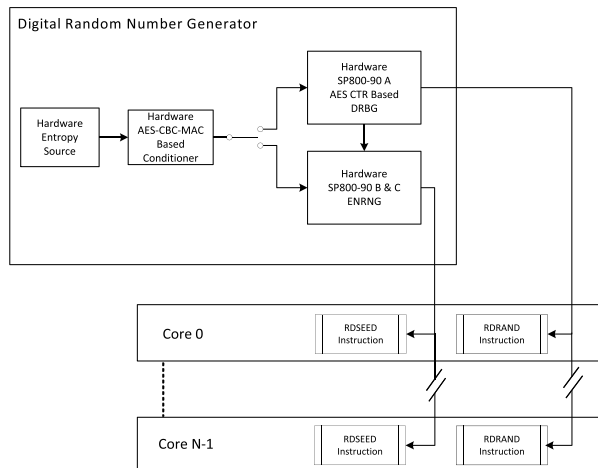 Digital Random Number Generator
Hardware
Entropy
Source
Hardware
AES-CBC-MAC
Based
Conditioner
Hardware
SP800-90 A
AES CTR Based
DRBG
Hardware
SP800-90 B & C
ENRNG
Core 0
RDSEED
Instruction
RDRAND
Instruction
Core N-1
RDSEED
Instruction
RDRAND
Instruction